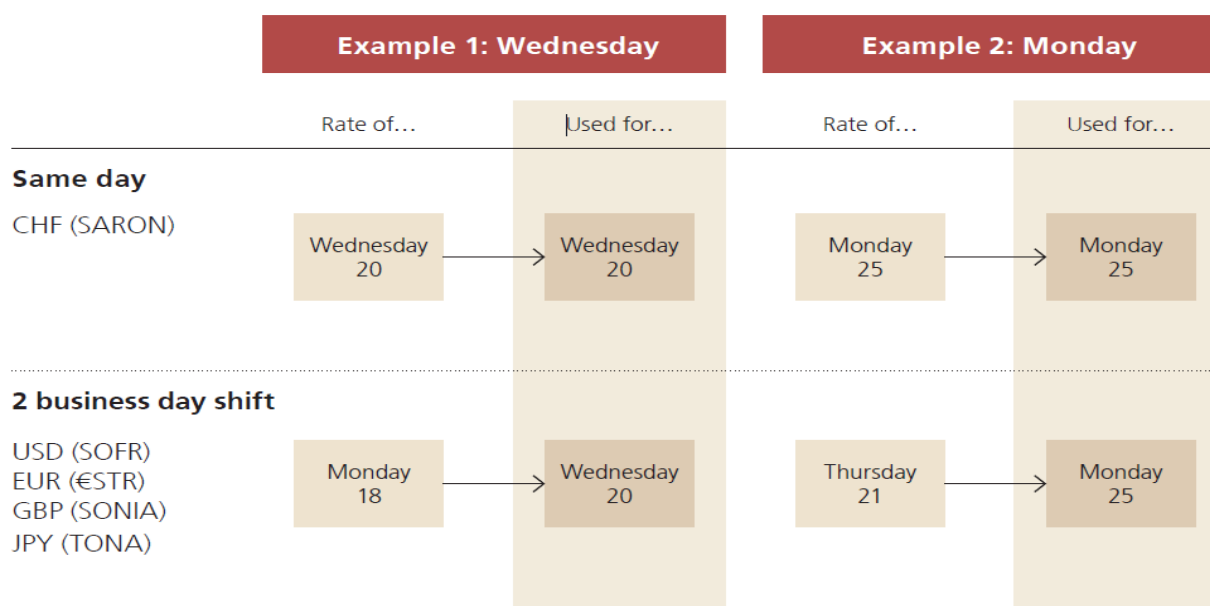 Example 1: Wednesday
Example 2: Monday
Rate of…
Used for…
Rate of…
Used for…
Same day
CHF (SARON)
Wednesday
20
Wednesday
20
Monday
25
Monday
25
2 business day shift
USD (SOFR)
EUR (€STR)
GBP (SONIA)
JPY (TONA)
Monday
18
Wednesday
20
Thursday
21
Monday
25